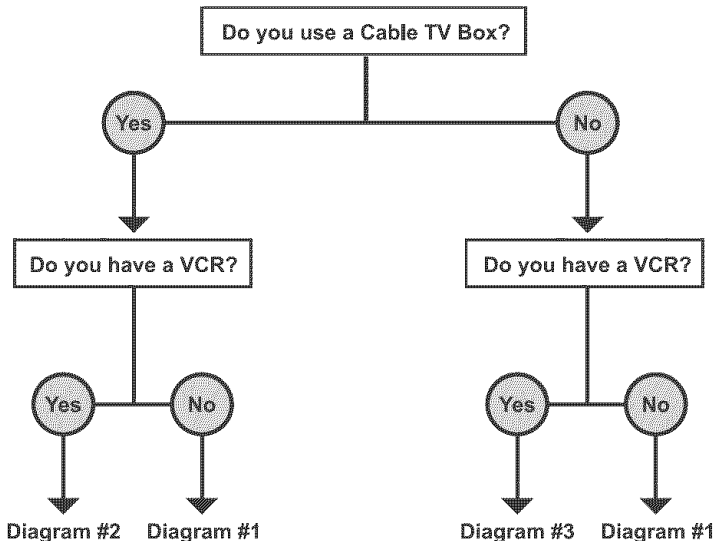 Do you use a Cable TV Box?
Yes
No
Do you have a VCR?
Do you have a VCR?
Yes
No
Yes
No
Diagram #2
Diagram #1
Diagram #3
Diagram #1